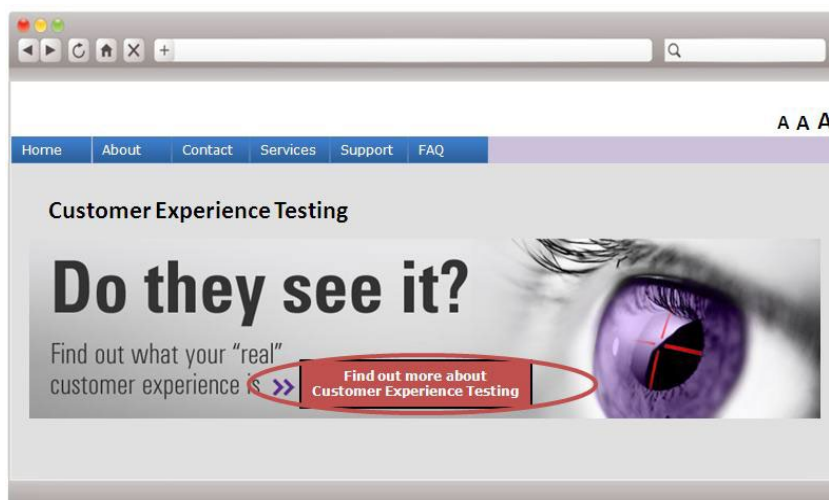 A A A
Home About Contact Services Support FAQ
Customer Experience Testing
Do they see it?
Find out what your “real”
customer experience is »
Find out more about
Customer Experience Testing